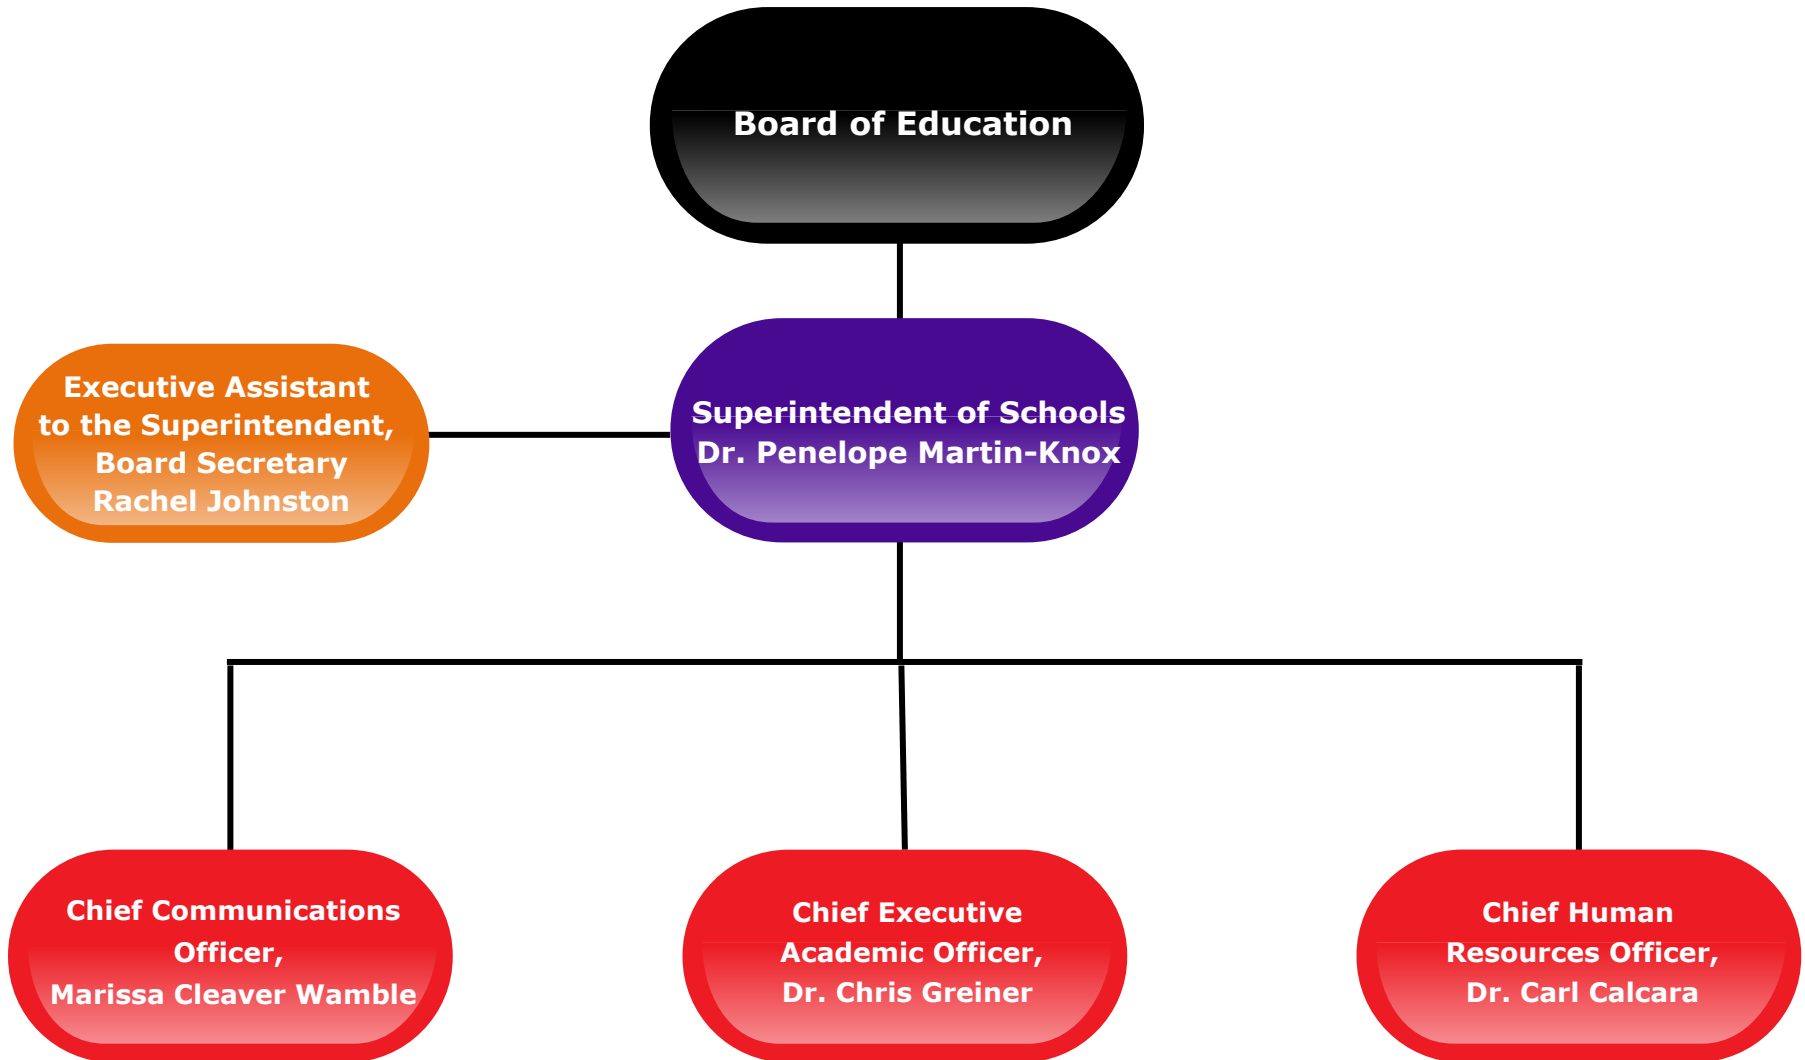 Board of Education
Executive Assistant
to the Superintendent,
Board Secretary
Rachel Johnston
Superintendent of Schools
Dr. Penelope Martin-Knox
Chief Communications
Officer,
Marissa Cleaver Wamble
Chief Executive
Academic Officer,
Dr. Chris Greiner
Chief Human
Resources Officer,
Dr. Carl Calcara